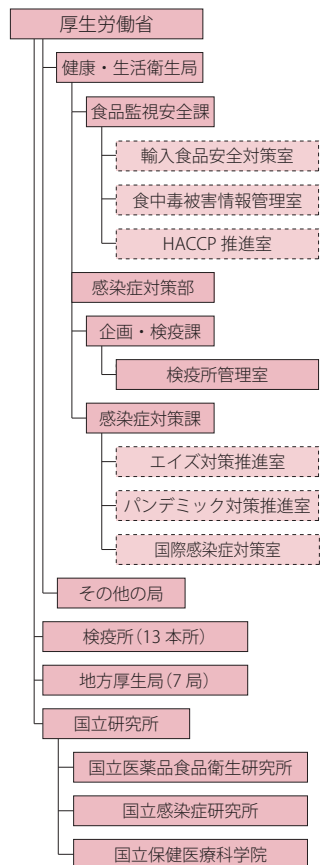 厚生労働省
健康・生活衛生局
食品監視安全課
輸入食品安全対策室
食中毒被害情報管理室
HACCP 推進室
感染症対策部
企画・検疫課
検疫所管理室
感染症対策課
エイズ対策推進室
パンデミック対策推進室
国際感染症対策室
その他の局
検疫所(13 本所)
地方厚生局(7 局)
国立研究所
国立医薬品食品衛生研究所
国立感染症研究所
国立保健医療科学院